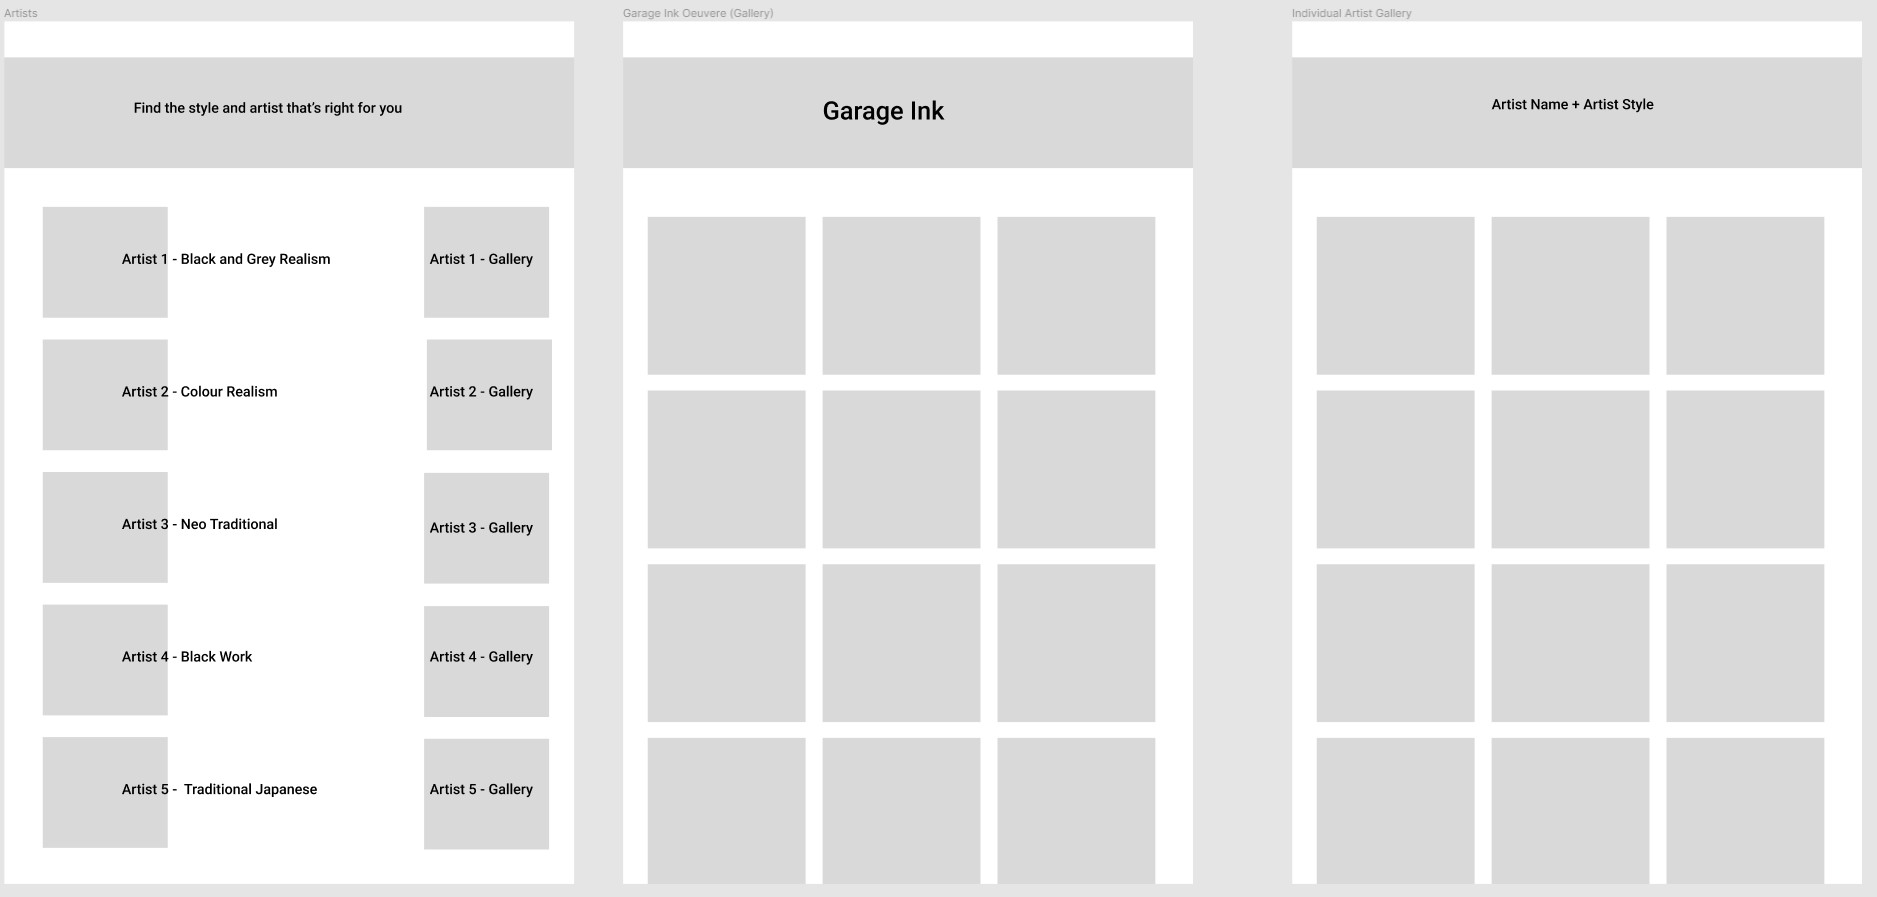 Artists
Find the style and artist that's right for you
Artist 1 - Black and Grey Realism
Artist 1 - Gallery
Artist 2 - Colour Realism
Artist 2 - Gallery
Artist 3 - Neo Traditional
Artist 3 - Gallery
Artist 4 - Black Work
Artist 4 - Gallery
Artist 5 -  Traditional Japanese
Artist 5 - Gallery
Garage Ink Oeuvere (Gallery)
Garage Ink
Individual Artist Gallery
Artist Name + Artist Style